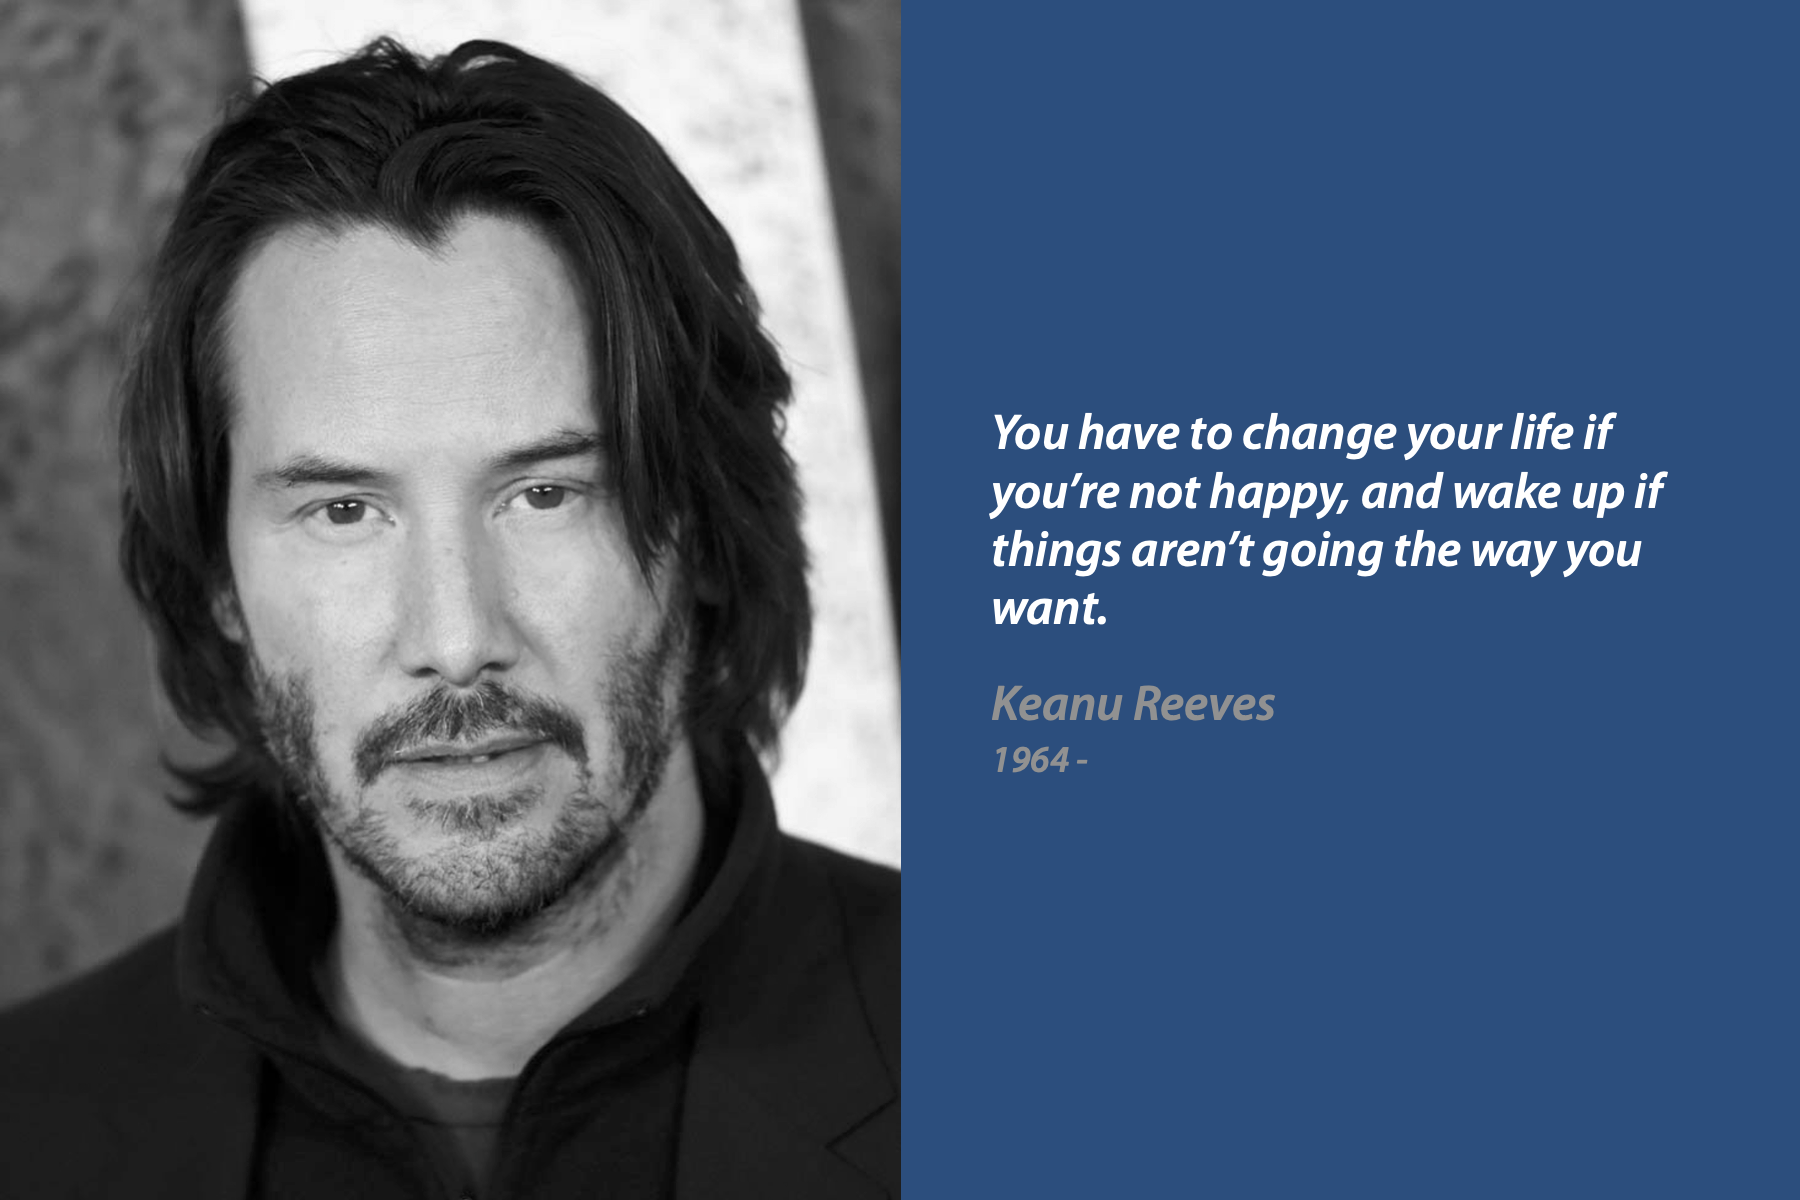 You have to change your life if
you’re not happy, and wake up if
things aren’t going the way you
want.
Keanu Reeves
1964 -